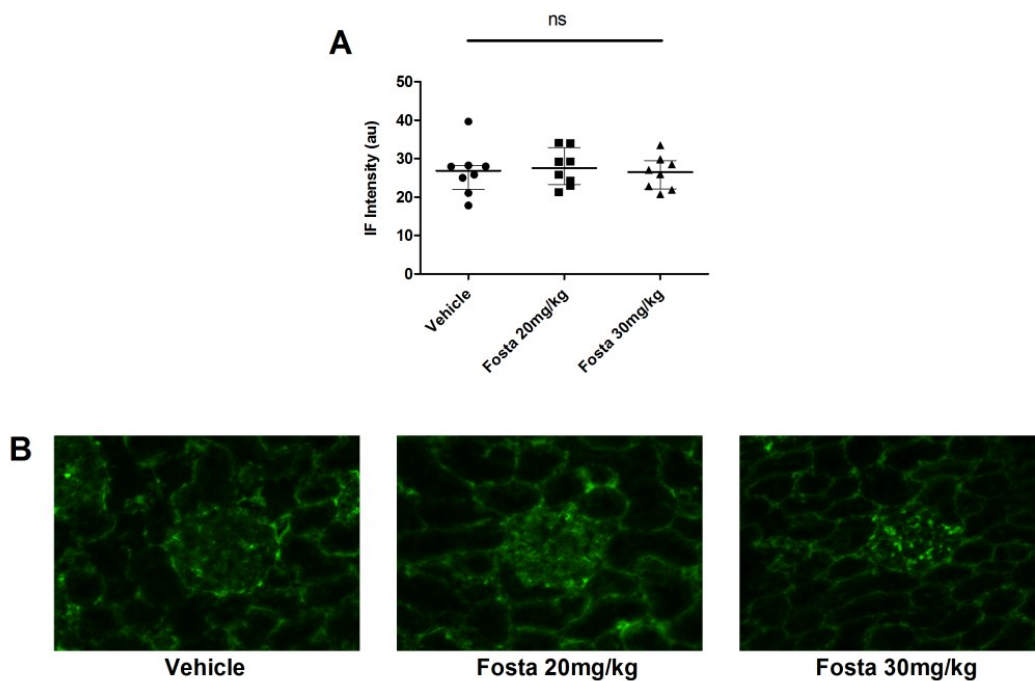 ns
A
50
40
30
20
10
0
IF Intensity (au)
Vehicle
Fosta 20mg/kg
Fosta 30mg/kg
B
Vehicle
Fosta 20mg/kg
Fosta 30mg/kg